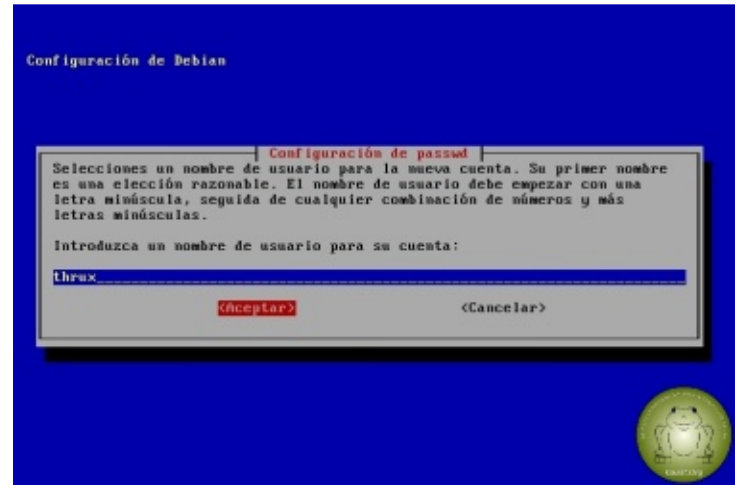 Configuración de Debian
Configuración de passwd
Selecciones un nombre de usuario para la nueva cuenta. Su primer nombre
es una elección razonable. El nombre de usuario debe empezar con una
letra minúscula, seguida de cualquier combinación de números y más
letras minúsculas.
Introduzca un nombre de usuario para su cuenta:
thrux
<Aceptar>
<Cancelar>